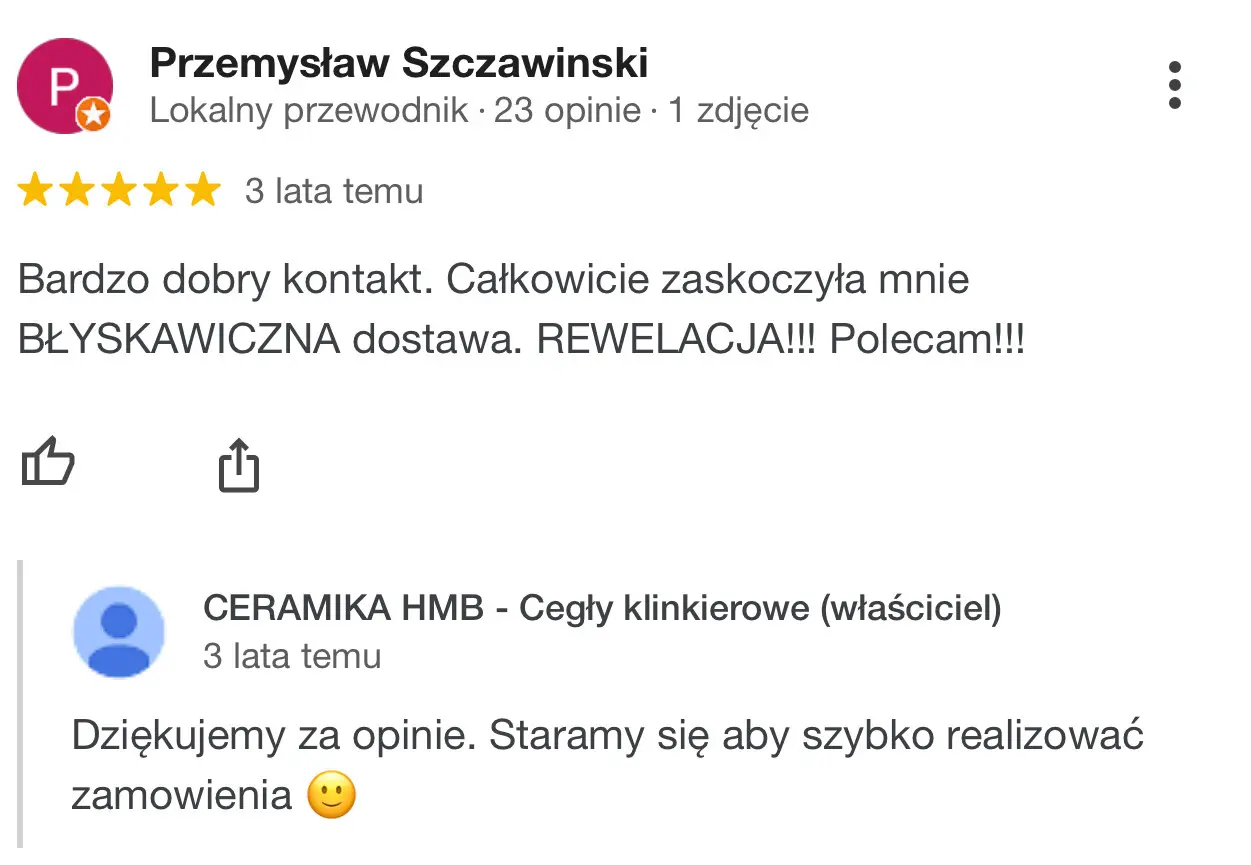 P
Przemysław Szczawinski
Lokalny przewodnik · 23 opinie · 1 zdjęcie
3 lata temu
Bardzo dobry kontakt. Całkowicie zaskoczyła mnie
BŁYSKAWICZNA dostawa. REWELACJA!!! Polecam!!!
CERAMIKA HMB - Cegły klinkierowe (właściciel)
3 lata temu
Dziękujemy za opinie. Staramy się aby szybko realizować
zamowienia 🙂